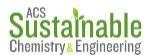 ACS
Sustainable
Chemistry & Engineering